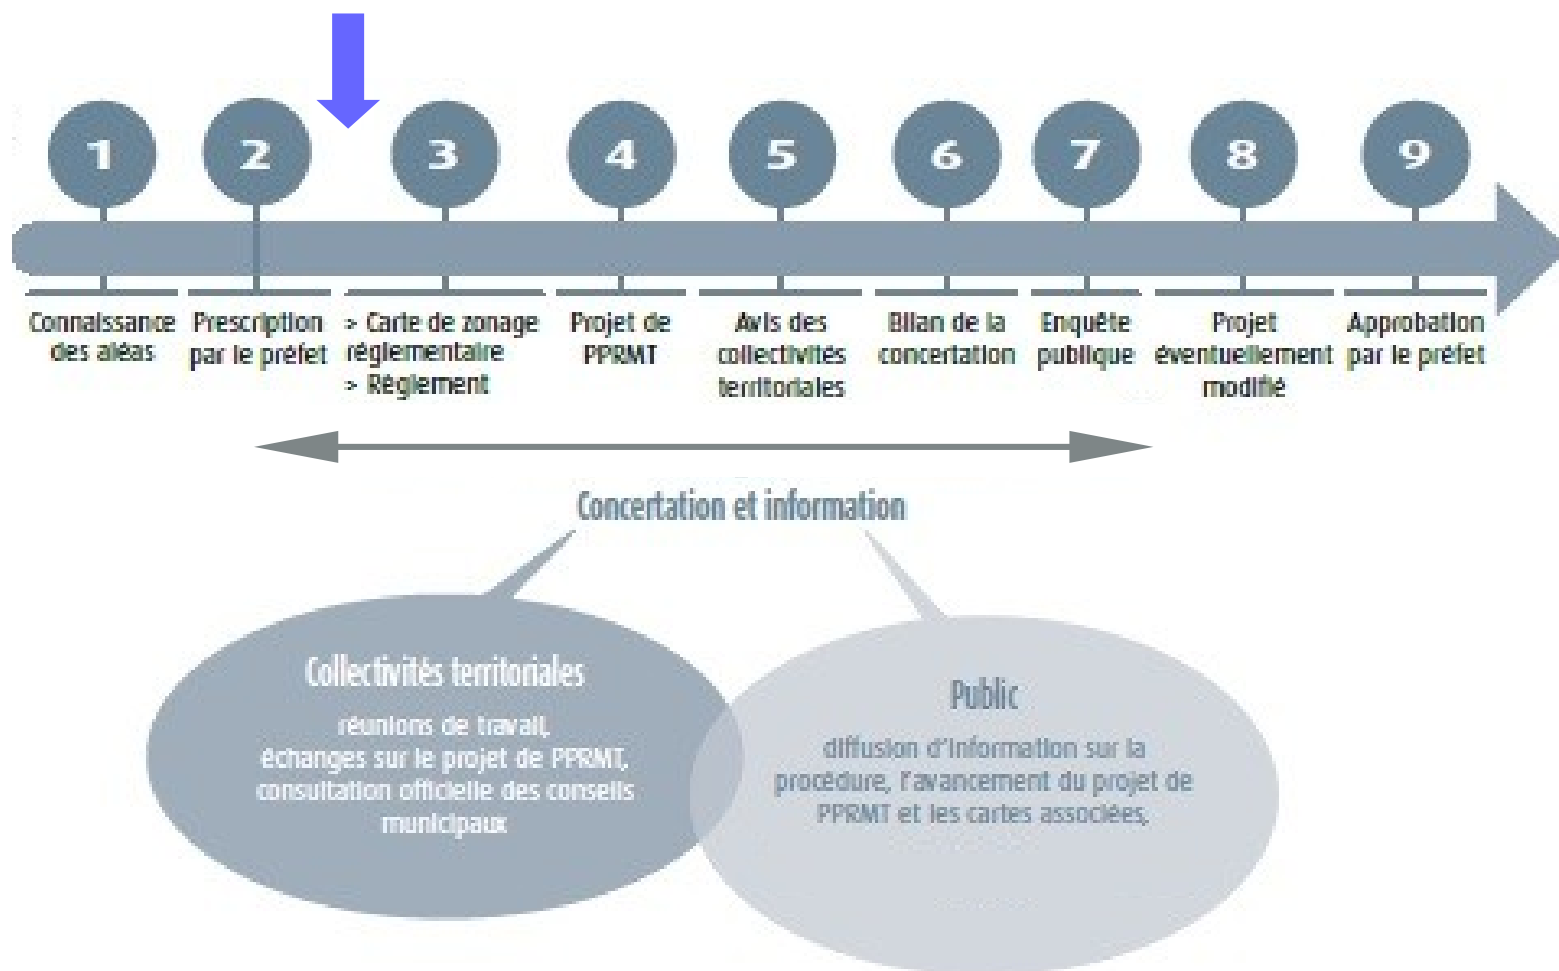 1
2
3
4
5
6
7
8
9
Connaissance
des aléas
Prescription
par le préfet
> Carte de zonage
réglementaire
> Règlement
Projet de
PPRMT
Avis des
collectivités
territoriales
Bilan de la
concertation
Enquête
publique
Projet
éventuellement
modifié
Approbation
par le préfet
Concertation et information
Collectivités territoriales
réunions de travail,
échanges sur le projet de PPRMT,
consultation officielle des conseils
municipaux
Public
diffusion d'information sur la
procédure, l'avancement du projet de
PPRMT et les cartes associées,